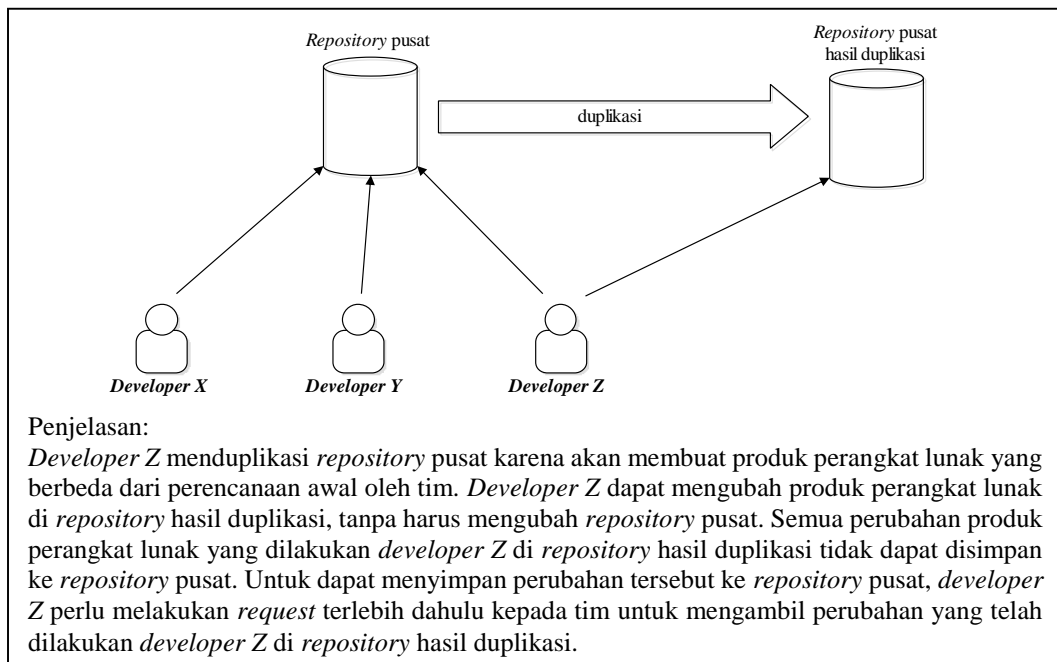 Repository pusat
Repository pusat
hasil duplikasi
duplikasi
Developer X
Developer Y
Developer Z
Penjelasan:
Developer Z menduplikasi repository pusat karena akan membuat produk perangkat lunak yang
berbeda dari perencanaan awal oleh tim. Developer Z dapat mengubah produk perangkat lunak
di repository hasil duplikasi, tanpa harus mengubah repository pusat. Semua perubahan produk
perangkat lunak yang dilakukan developer Z di repository hasil duplikasi tidak dapat disimpan
ke repository pusat. Untuk dapat menyimpan perubahan tersebut ke repository pusat, developer
Z perlu melakukan request terlebih dahulu kepada tim untuk mengambil perubahan yang telah
dilakukan developer Z di repository hasil duplikasi.